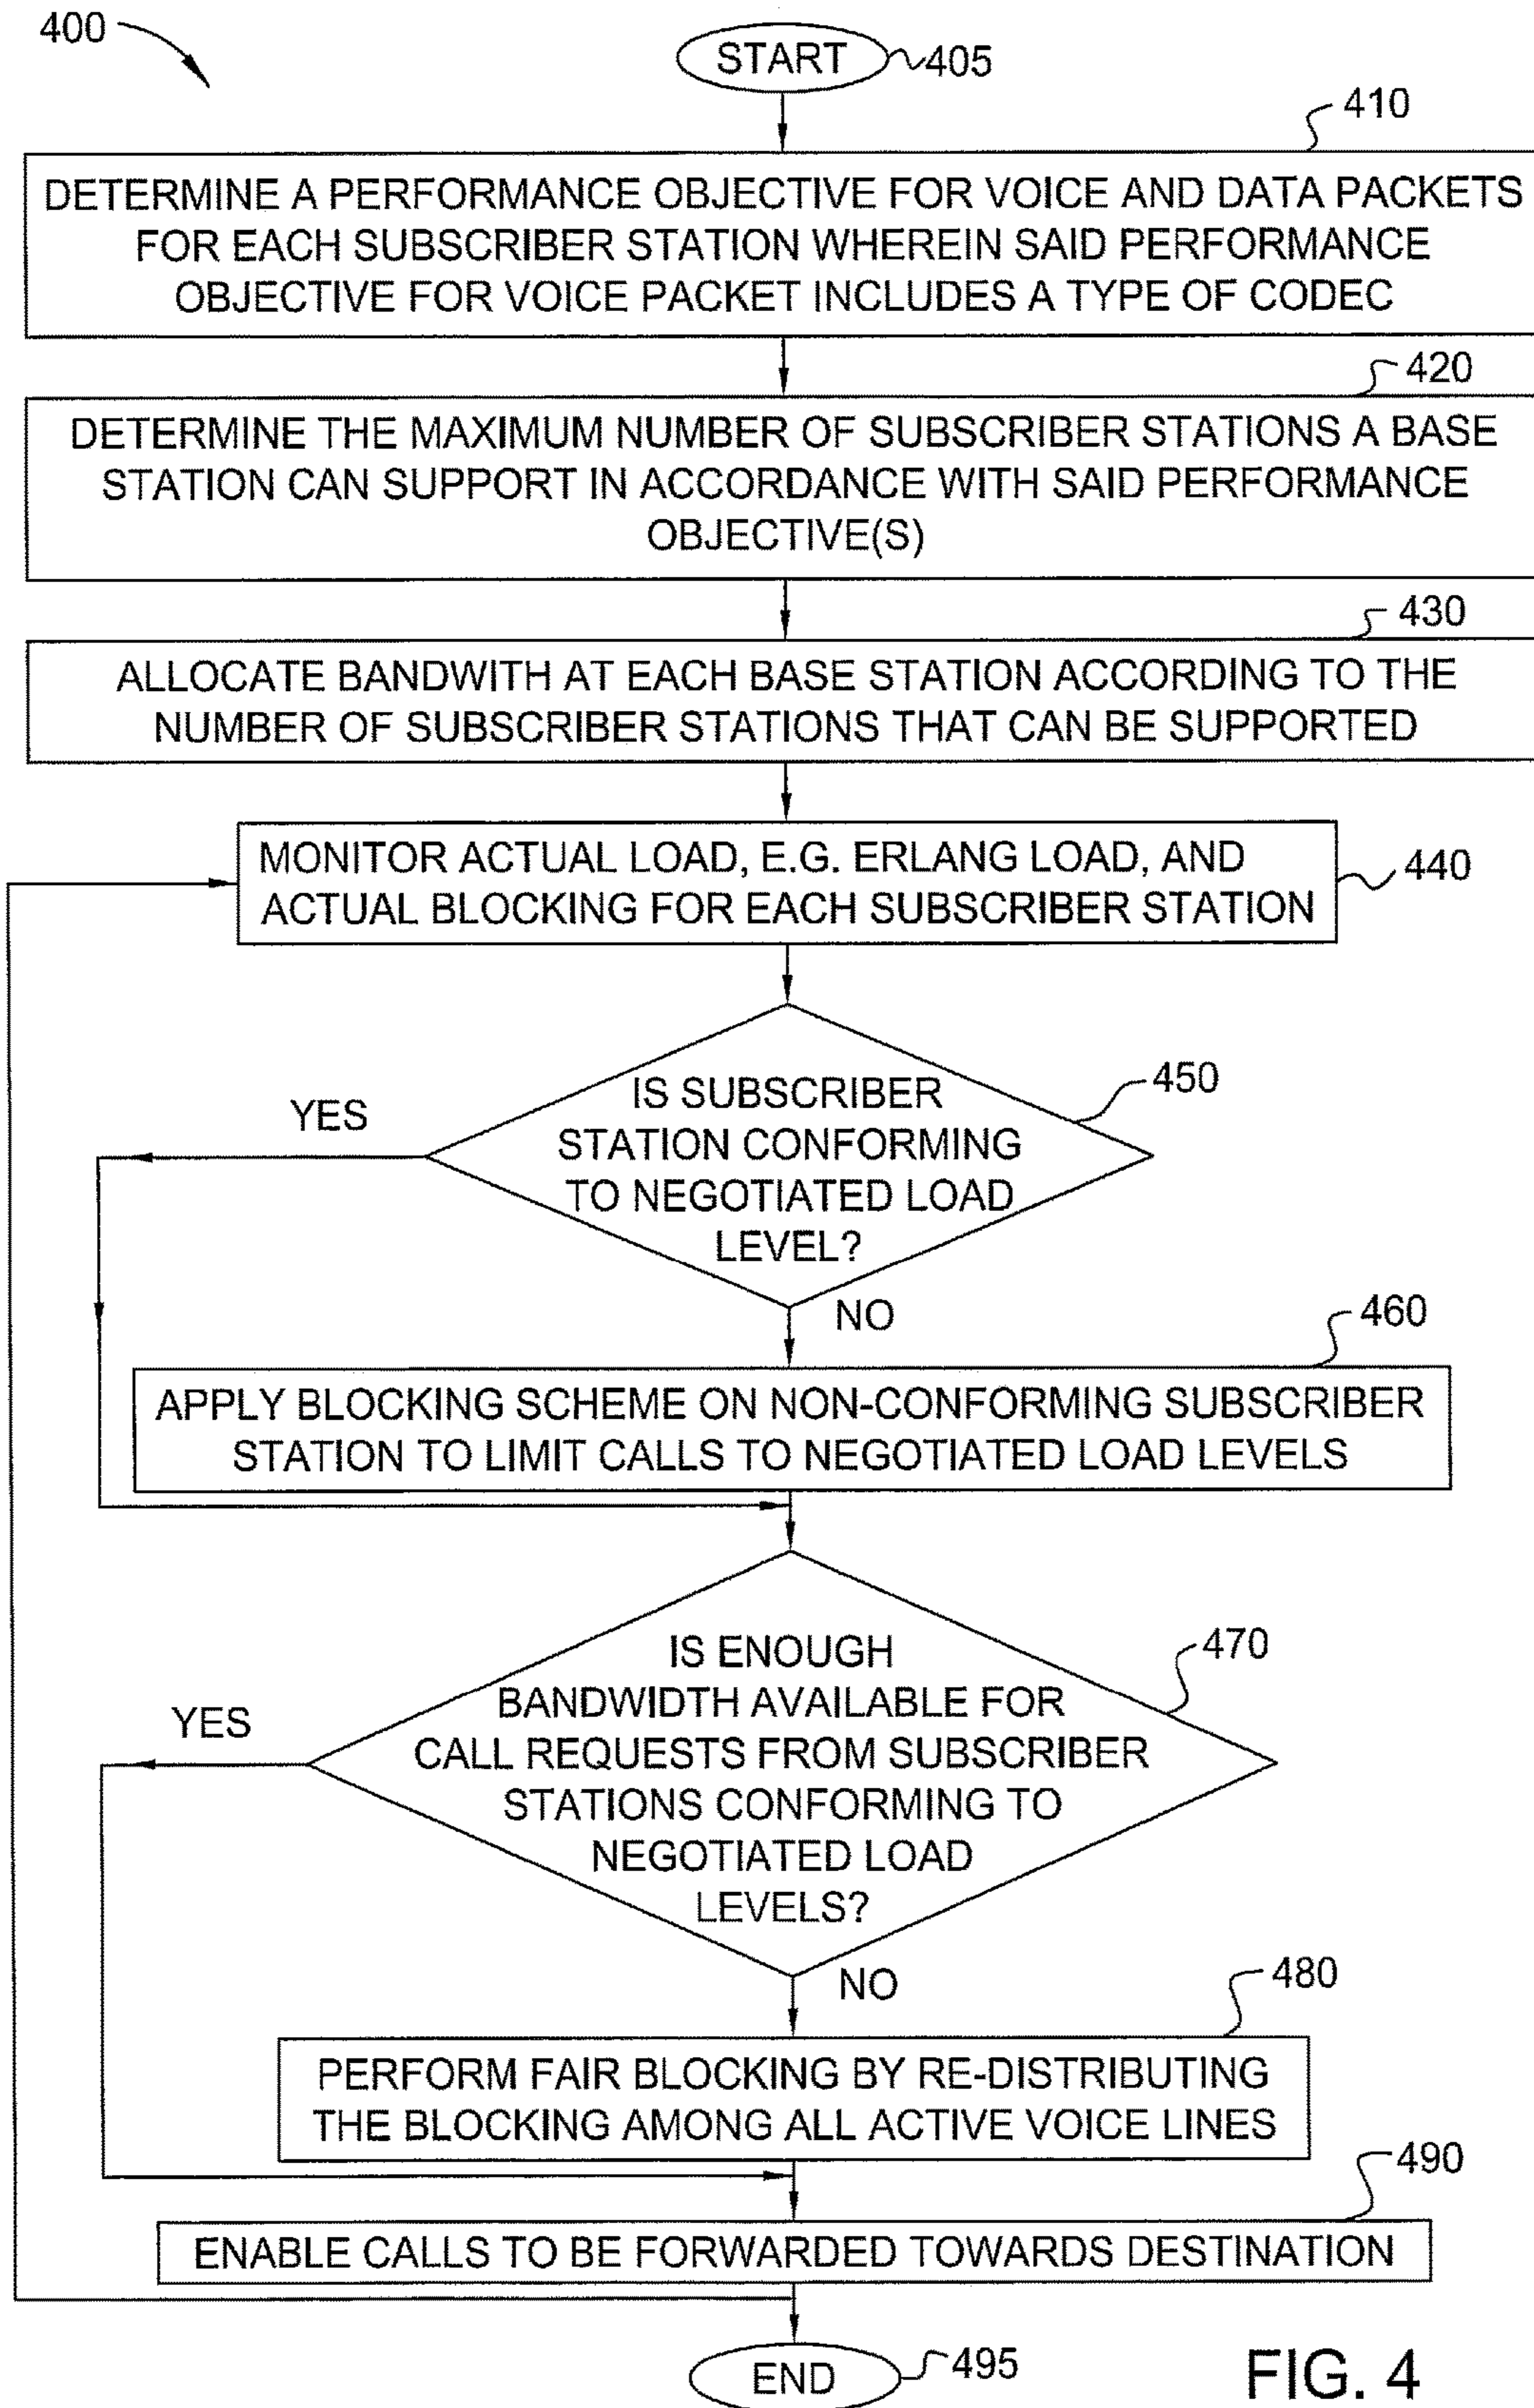 400
START
405
410
DETERMINE A PERFORMANCE OBJECTIVE FOR VOICE AND DATA PACKETS
FOR EACH SUBSCRIBER STATION WHEREIN SAID PERFORMANCE
OBJECTIVE FOR VOICE PACKET INCLUDES A TYPE OF CODEC
420
DETERMINE THE MAXIMUM NUMBER OF SUBSCRIBER STATIONS A BASE
STATION CAN SUPPORT IN ACCORDANCE WITH SAID PERFORMANCE
OBJECTIVE(S)
430
ALLOCATE BANDWITH AT EACH BASE STATION ACCORDING TO THE
NUMBER OF SUBSCRIBER STATIONS THAT CAN BE SUPPORTED
MONITOR ACTUAL LOAD, E.G. ERLANG LOAD, AND
ACTUAL BLOCKING FOR EACH SUBSCRIBER STATION
440
450
YES
IS SUBSCRIBER
STATION CONFORMING
TO NEGOTIATED LOAD
LEVEL?
NO
460
APPLY BLOCKING SCHEME ON NON-CONFORMING SUBSCRIBER
STATION TO LIMIT CALLS TO NEGOTIATED LOAD LEVELS
470
YES
IS ENOUGH
BANDWIDTH AVAILABLE FOR
CALL REQUESTS FROM SUBSCRIBER
STATIONS CONFORMING TO
NEGOTIATED LOAD
LEVELS?
NO
480
PERFORM FAIR BLOCKING BY RE-DISTRIBUTING
THE BLOCKING AMONG ALL ACTIVE VOICE LINES
490
ENABLE CALLS TO BE FORWARDED TOWARDS DESTINATION
END
495
FIG. 4